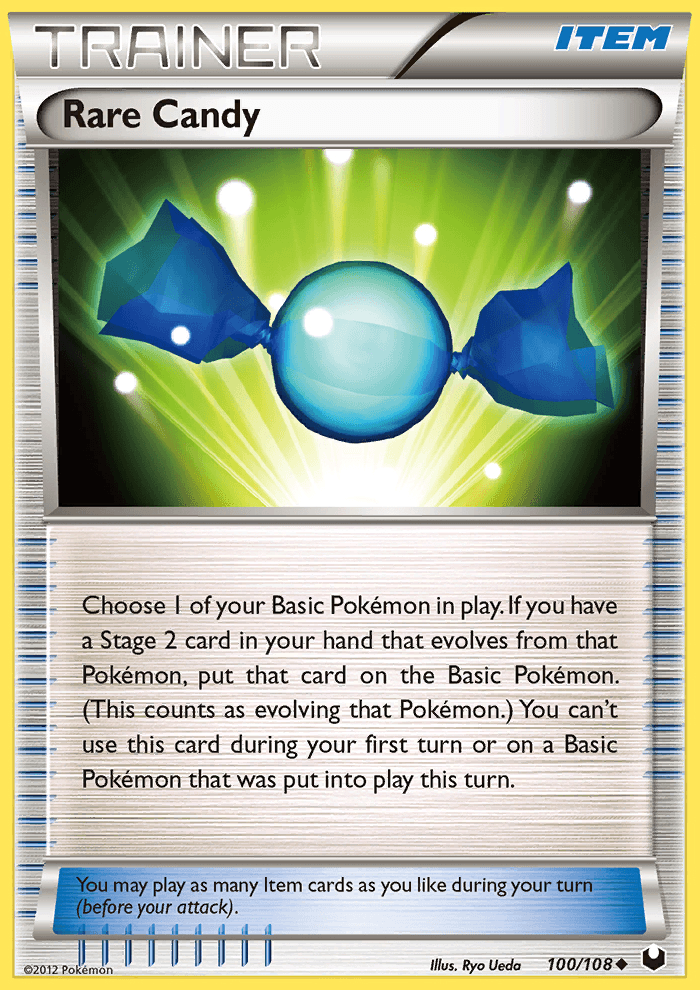 TRAINER
ITEM
Rare Candy
Choose 1 of your Basic Pokémon in play. If you have
a Stage 2 card in your hand that evolves from that
Pokémon, put that card on the Basic Pokémon.
(This counts as evolving that Pokémon.) You can't
use this card during your first turn or on a Basic
Pokémon that was put into play this turn.
You may play as many Item cards as you like during your turn
(before your attack).
©2012 Pokémon
Illus. Ryo Ueda 100/108